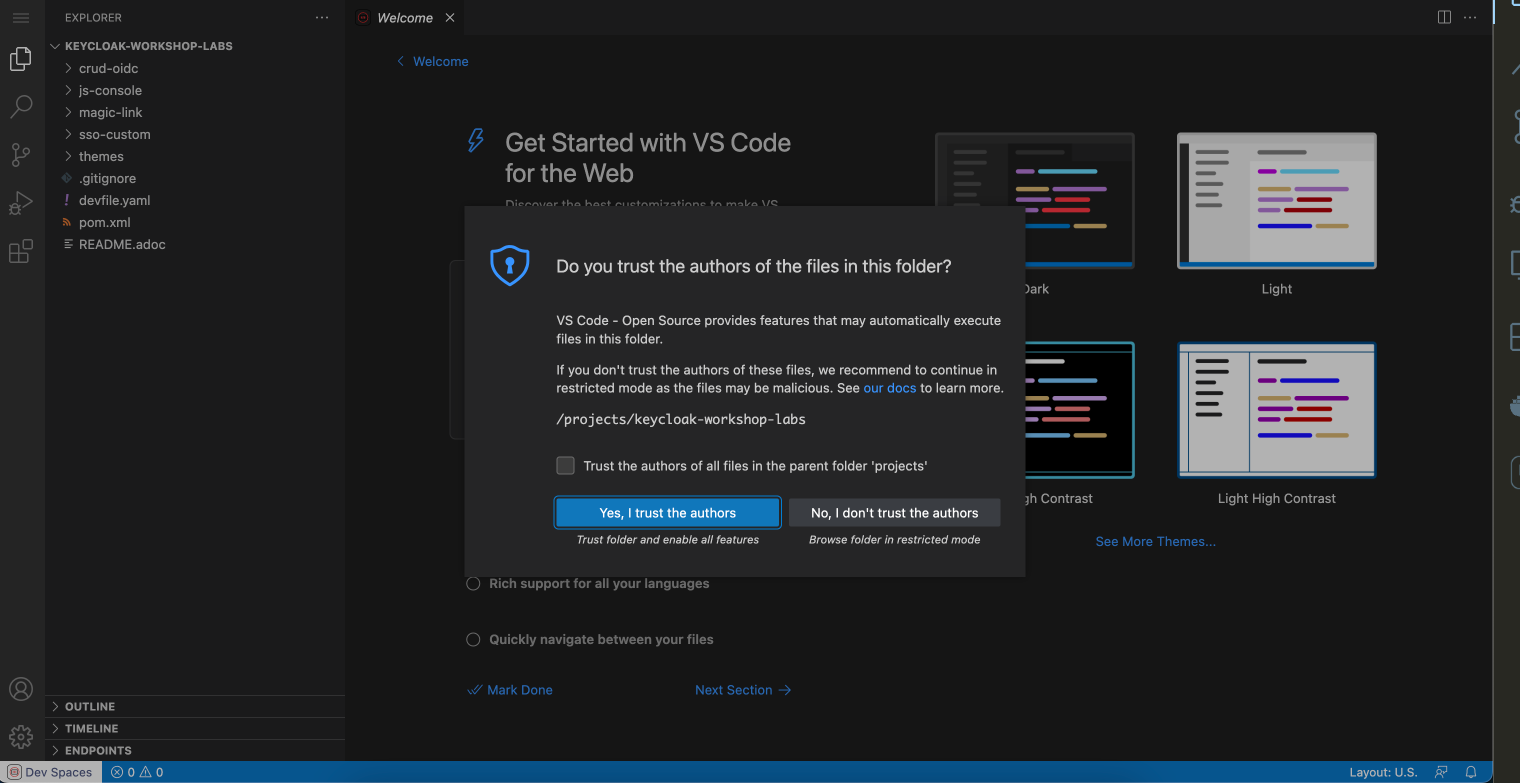 EXPLORER
KEYCLOAK-WORKSHOP-LABS
crud-oidc
js-console
magic-link
sso-custom
themes
.gitignore
! devfile.yaml
pom.xml
README.adoc
OUTLINE
TIMELINE
ENDPOINTS
Welcome
Welcome
Get Started with VS Code
for the Web
Discover the best customizations to make VS
Do you trust the authors of the files in this folder?
VS Code - Open Source provides features that may automatically execute
files in this folder.
If you don't trust the authors of these files, we recommend to continue in
restricted mode as the files may be malicious. See our docs to learn more.
/projects/keycloak-workshop-labs
Trust the authors of all files in the parent folder 'projects'
Yes, I trust the authors
No, I don't trust the authors
Trust folder and enable all features
Browse folder in restricted mode
Dark
Light
gh Contrast
Light High Contrast
See More Themes...
Rich support for all your languages
Quickly navigate between your files
Mark Done
Next Section
Dev Spaces
0
0
Layout: U.S.